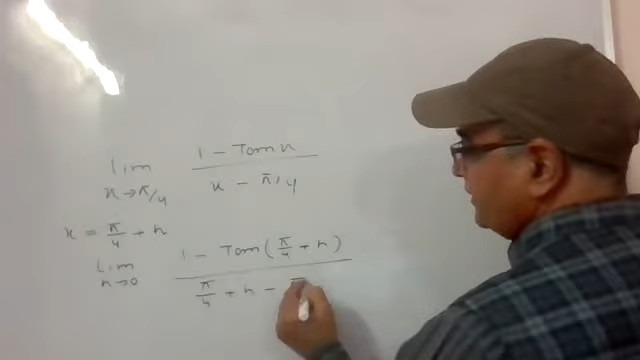 lim 1 - Tan x
x→π/4 x - π/4
x = π/4 + h
lim 1 - Tan(π/4 + h)
h→0 π/4 + h -